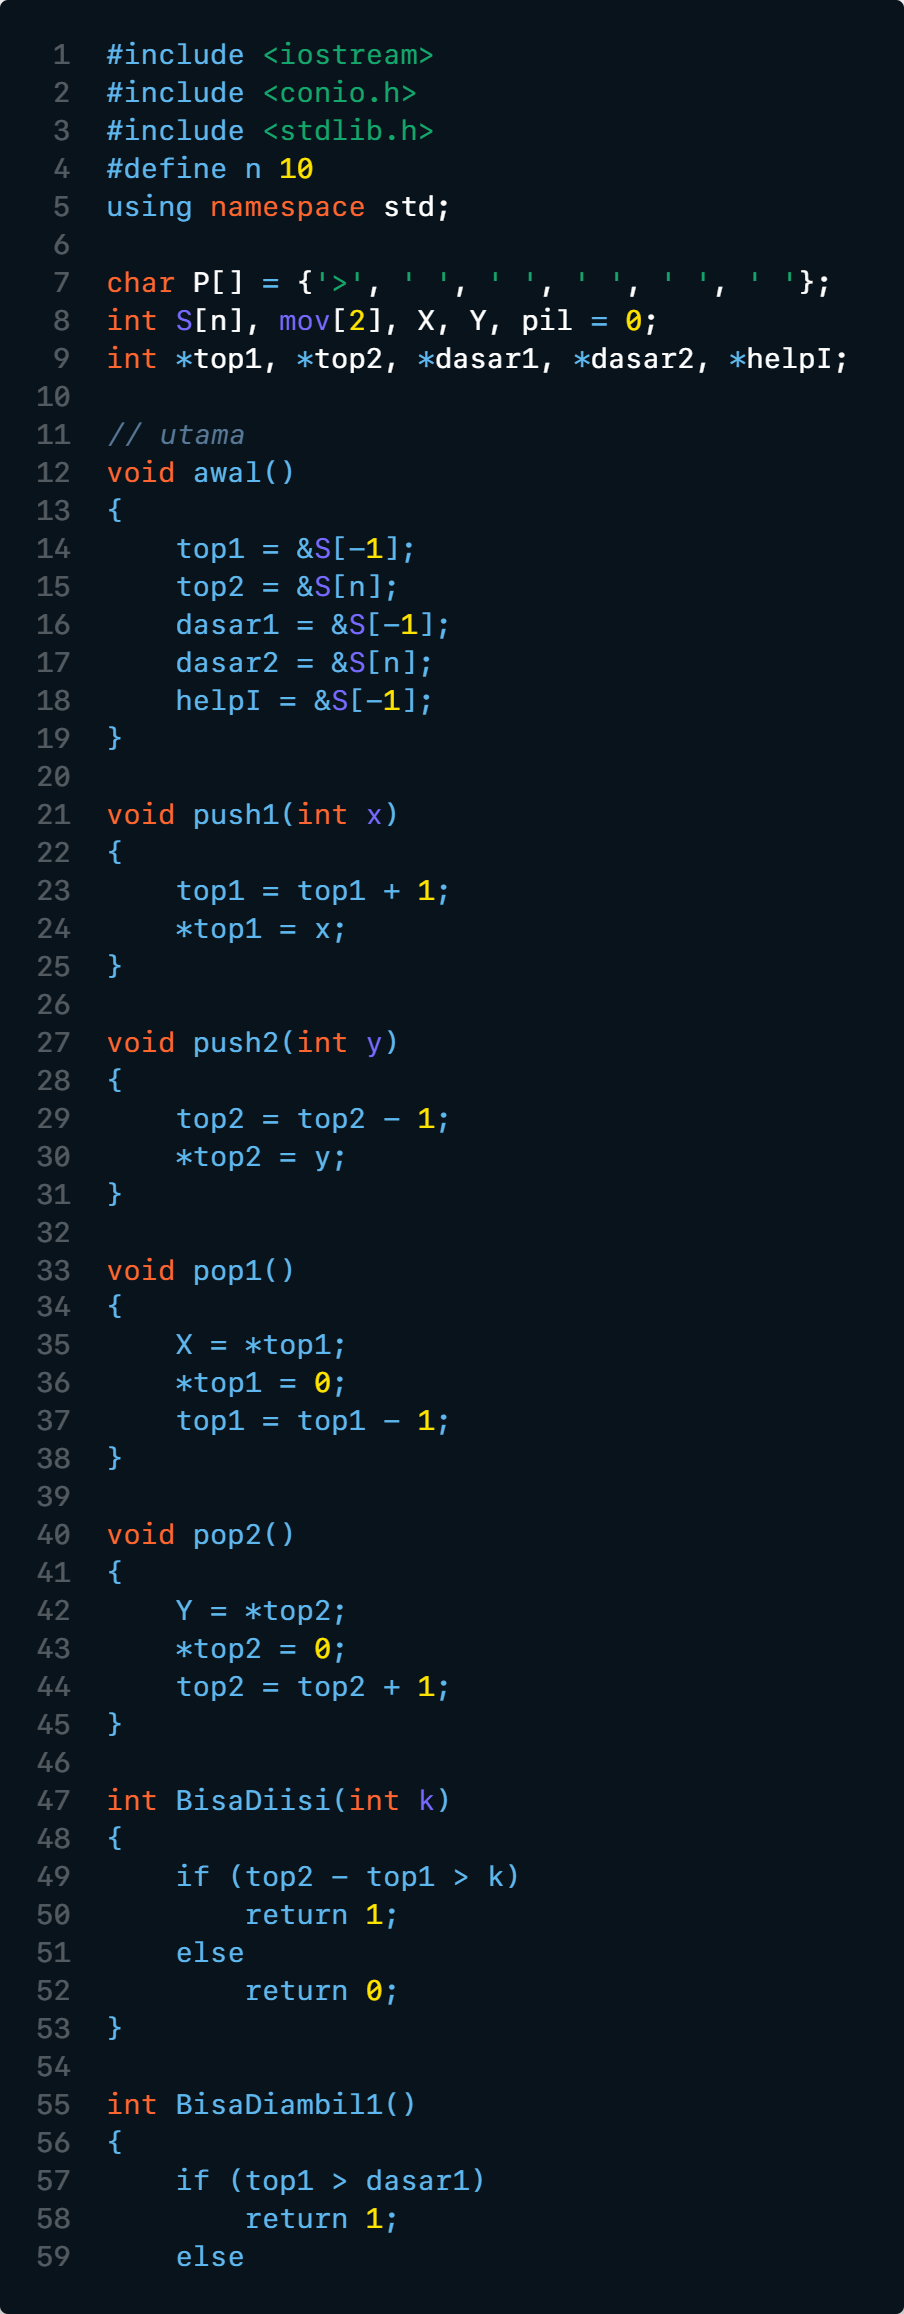 1 #include <iostream>
2 #include <conio.h>
3 #include <stdlib.h>
4 #define n 10
5 using namespace std;
6
7 char P[] = {'>', ' ', ' ', ' ', ' ', ' '};
8 int S[n], mov[2], X, Y, pil = 0;
9 int *top1, *top2, *dasar1, *dasar2, *helpI;
10
11 // utama
12 void awal()
13 {
14     top1 = &S[-1];
15     top2 = &S[n];
16     dasar1 = &S[-1];
17     dasar2 = &S[n];
18     helpI = &S[-1];
19 }
20
21 void push1(int x)
22 {
23     top1 = top1 + 1;
24     *top1 = x;
25 }
26
27 void push2(int y)
28 {
29     top2 = top2 - 1;
30     *top2 = y;
31 }
32
33 void pop1()
34 {
35     X = *top1;
36     *top1 = 0;
37     top1 = top1 - 1;
38 }
39
40 void pop2()
41 {
42     Y = *top2;
43     *top2 = 0;
44     top2 = top2 + 1;
45 }
46
47 int BisaDiisi(int k)
48 {
49     if (top2 - top1 > k)
50         return 1;
51     else
52         return 0;
53 }
54
55 int BisaDiambil1()
56 {
57     if (top1 > dasar1)
58         return 1;
59     else